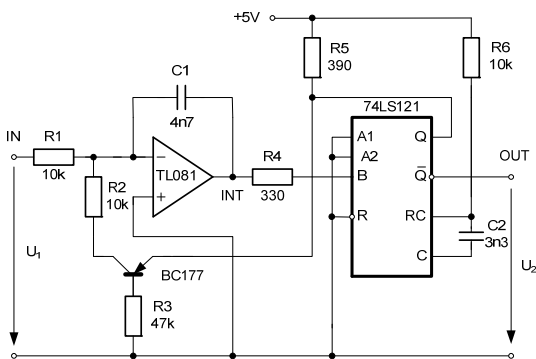 +5V
R5
390
R6
10k
C1
4n7
74LS121
IN
R1
10k
R2
10k
−
+
TL081
INT
R4
330
A1
A2
B
R
Q
Q̅
RC
C
OUT
C2
3n3
U1
BC177
R3
47k
U2